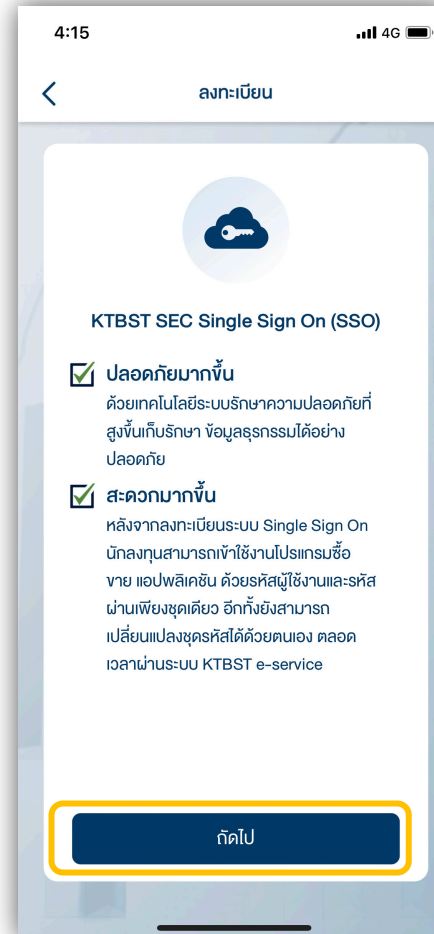 4:15
4G
ลงทะเบียน
KTBST SEC Single Sign On (SSO)
ปลอดภัยมากขึ้น
ด้วยเทคโนโลยีระบบรักษาความปลอดภัยที่
สูงขึ้นเก็บรักษา ข้อมูลธุรกรรมได้อย่าง
ปลอดภัย
สะดวกมากขึ้น
หลังจากลงทะเบียนระบบ Single Sign On
นักลงทุนสามารถเข้าใช้งานโปรแกรมซื้อ
ขาย แอปพลิเคชัน ด้วยรหัสผู้ใช้งานและรหัส
ผ่านเพียงชุดเดียว อีกทั้งยังสามารถ
เปลี่ยนแปลงชุดรหัสได้ด้วยตนเอง ตลอด
เวลาผ่านระบบ KTBST e-service
ถัดไป